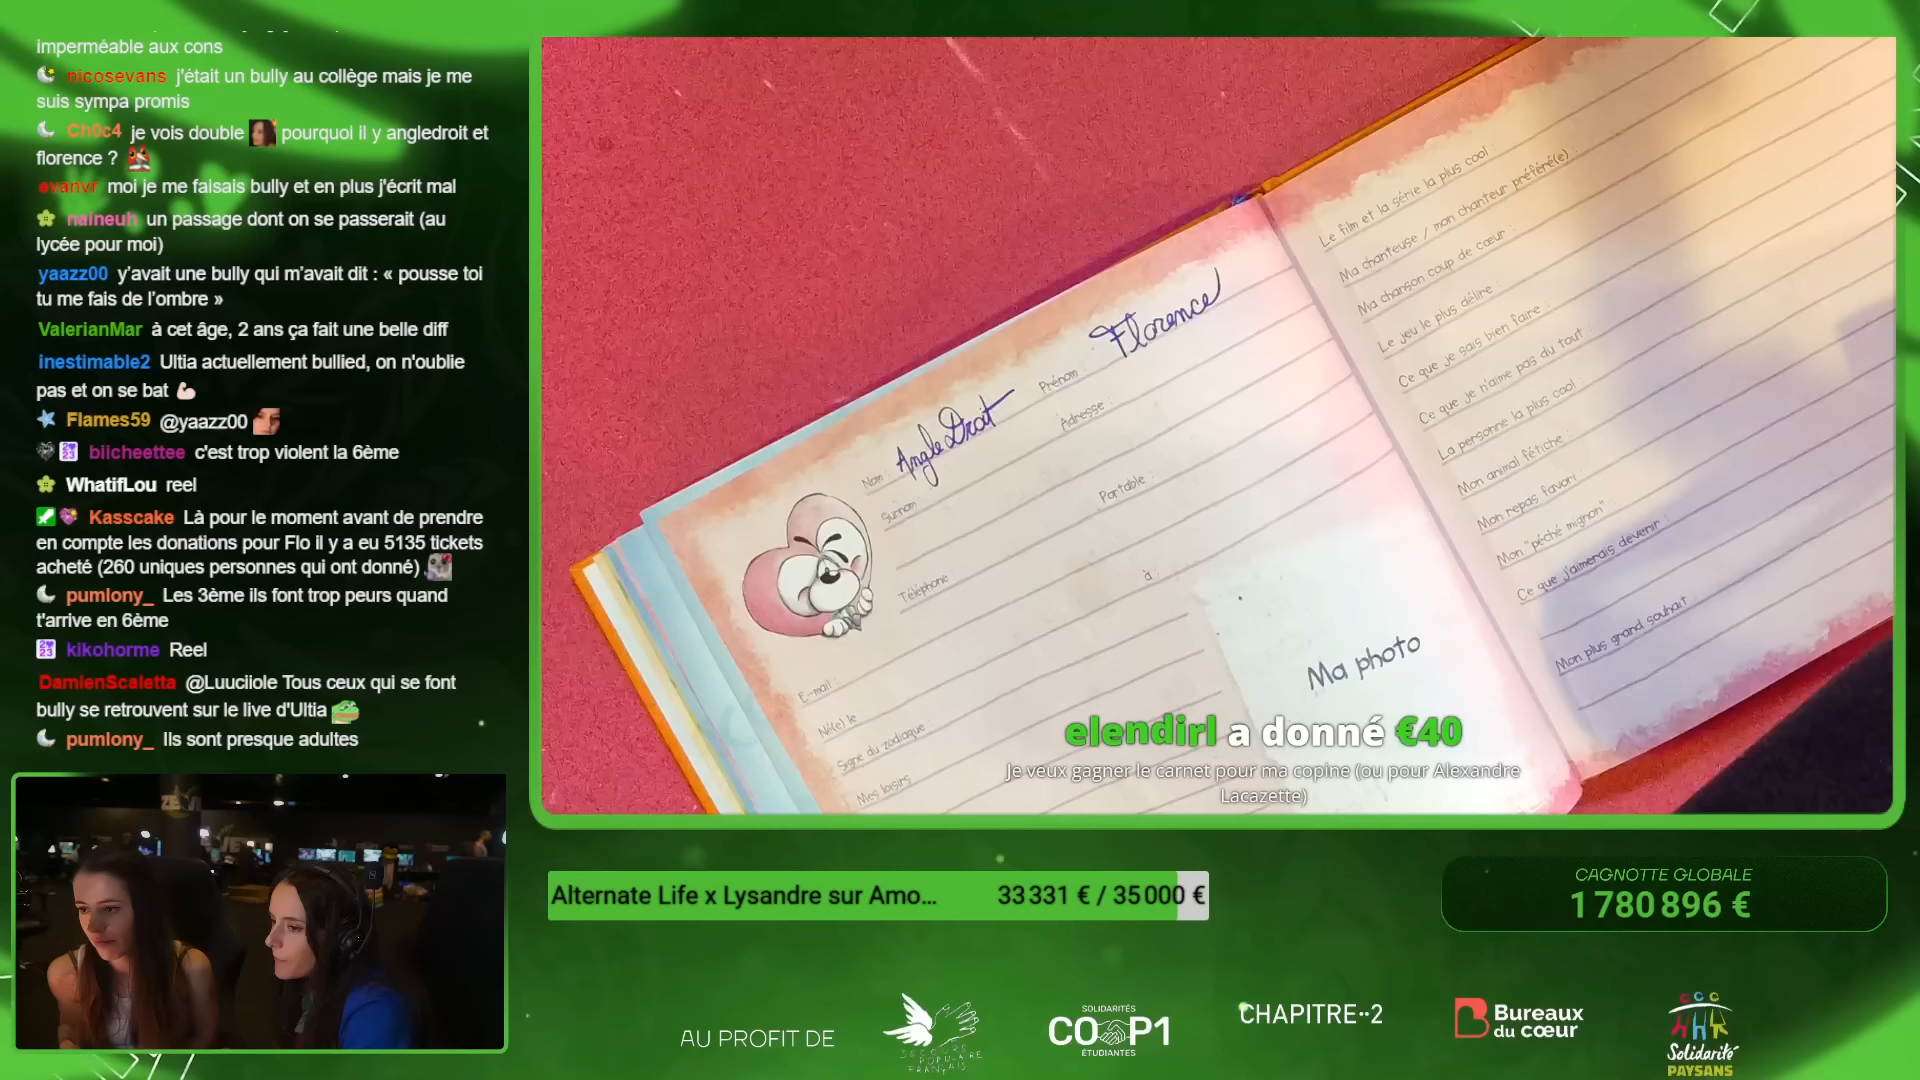 imperméable aux cons
nicosevans j'était un bully au collège mais je me
suis sympa promis
Ch0c4 je vois double pourquoi il y angledroit et
florence ?
evanvr moi je me faisais bully et en plus j'écrit mal
naineuh un passage dont on se passerait (au
lycée pour moi)
yaazz00 y'avait une bully qui m'avait dit : « pousse toi
tu me fais de l'ombre »
ValerianMar à cet âge, 2 ans ça fait une belle diff
inestimable2 Ultia actuellement bullied, on n'oublie
pas et on se bat
Flames59 @yaazz00
biicheettee c'est trop violent la 6ème
WhatifLou reel
Kasscake Là pour le moment avant de prendre
en compte les donations pour Flo il y a eu 5135 tickets
acheté (260 uniques personnes qui ont donné)
pumlony_ Les 3ème ils font trop peurs quand
t'arrive en 6ème
kikohorme Reel
DamienScaletta @Luuciiole Tous ceux qui se font
bully se retrouvent sur le live d'Ultia
pumlony_ Ils sont presque adultes
Nom : Angle Droit Prénom Florence
Surnom Adresse :
Téléphone : Portable :
E-mail :
Né(e) le à :
Signe du zodiaque :
Mes loisirs
Ma photo
Le film et la série la plus cool :
Ma chanteuse / mon chanteur préféré(e) :
Ma chanson coup de cœur :
Le jeu le plus délire :
Ce que je sais bien faire :
Ce que je n'aime pas du tout :
La personne la plus cool :
Mon animal fétiche :
Mon repas favori :
Mon "péché mignon" :
Ce que j'aimerais devenir :
Mon plus grand souhait
elendirl a donné €40
Je veux gagner le carnet pour ma copine (ou pour Alexandre
Lacazette)
Alternate Life x Lysandre sur Amo... 33 331 € / 35 000 €
CAGNOTTE GLOBALE
1 780 896 €
AU PROFIT DE
SECOURS
POPULAIRE
FRANÇAIS
SOLIDARITÉS
CO P1
ÉTUDIANTES
CHAPITRE··2
Bureaux
du cœur
Solidarité
PAYSANS